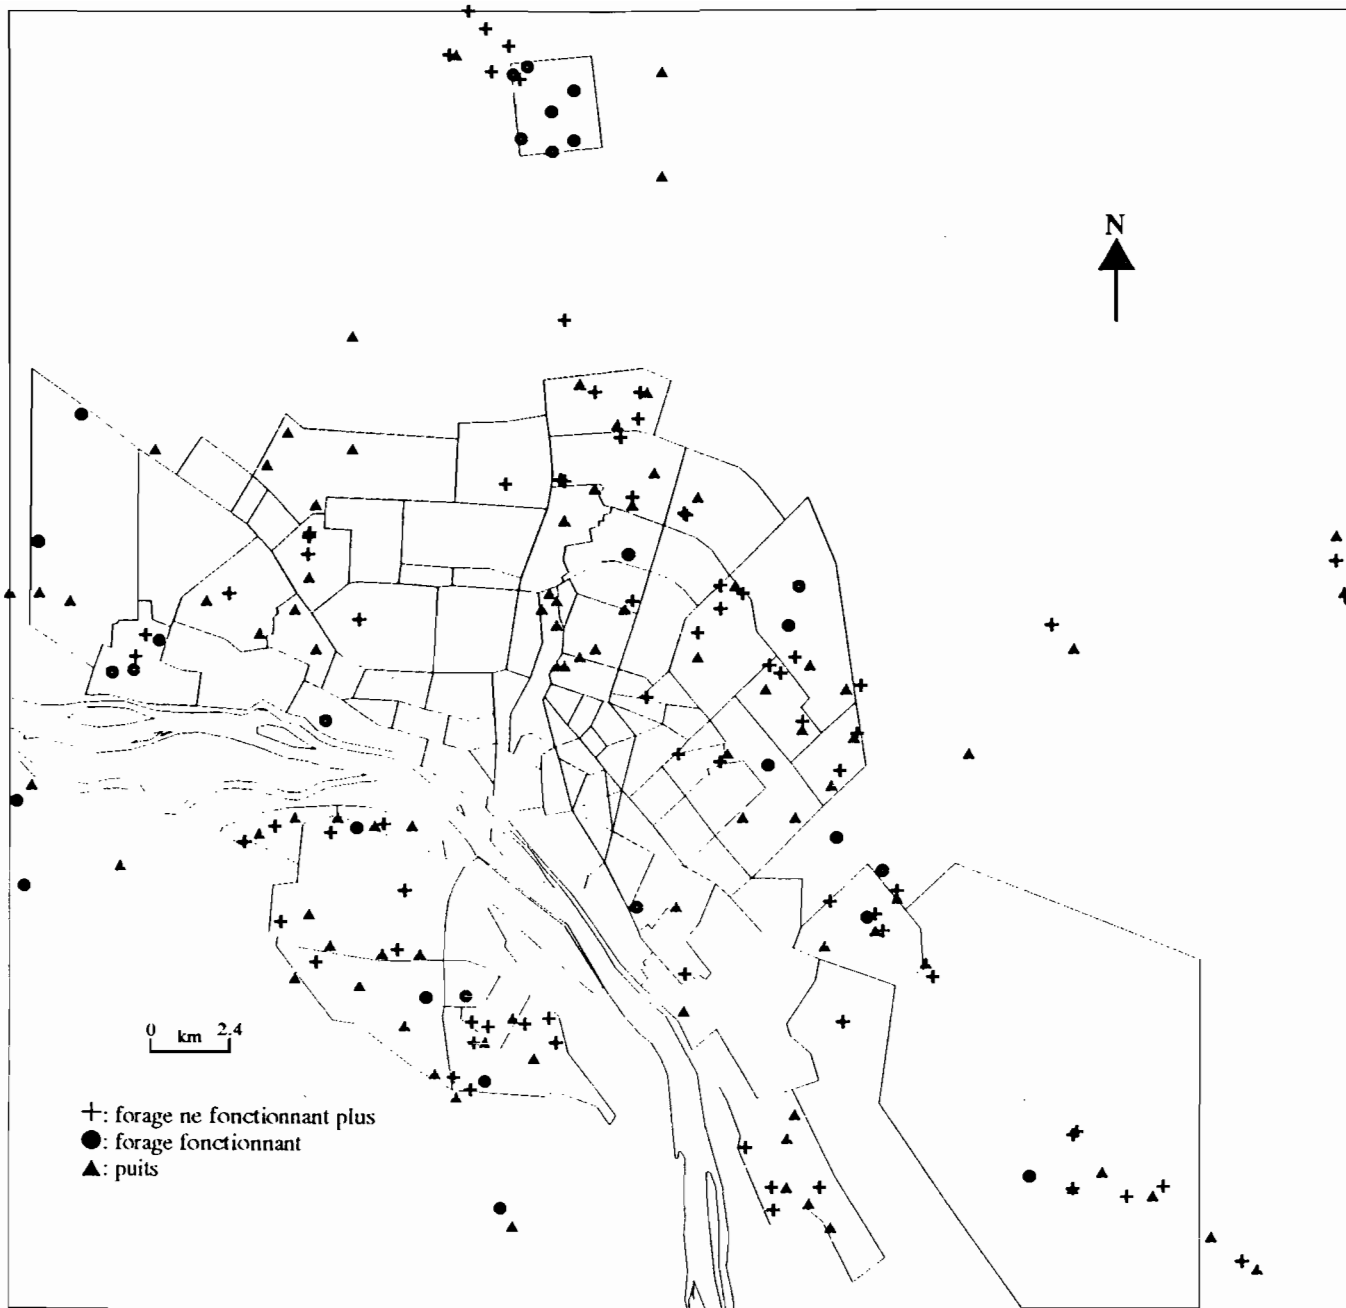 N
0 km 2.4
+: forage ne fonctionnant plus
●: forage fonctionnant
▲: puits